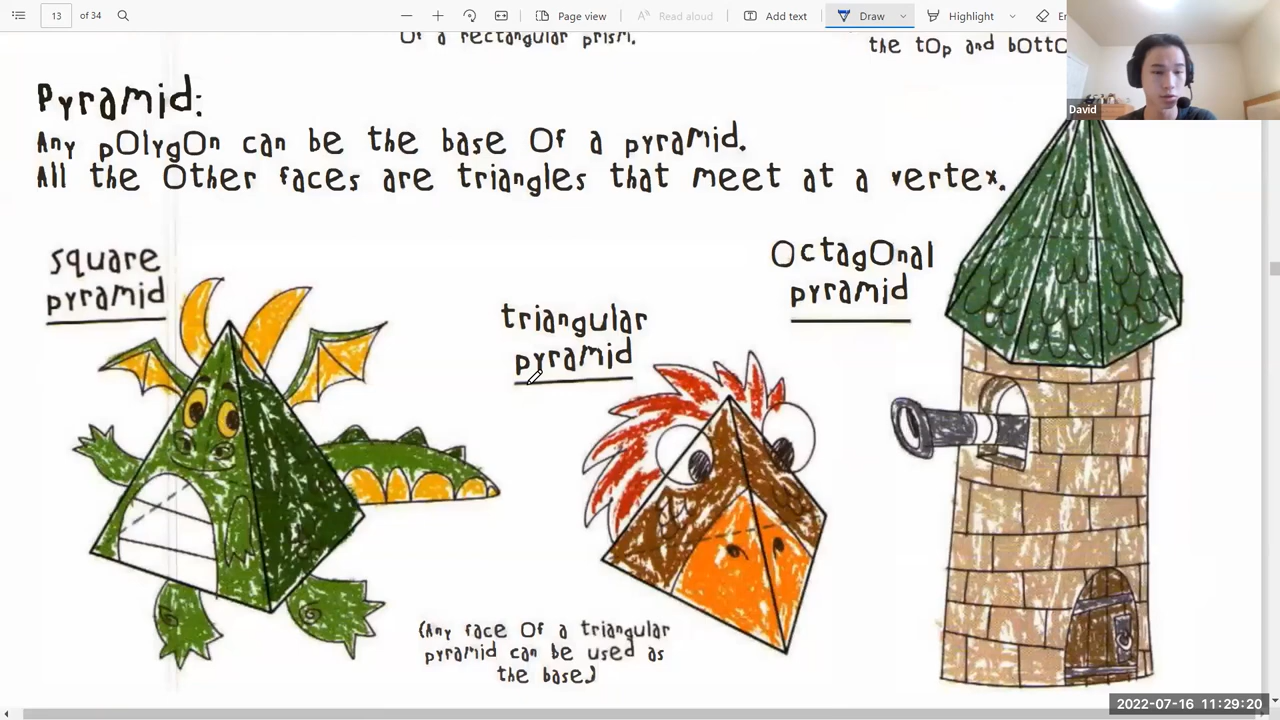 13 of 34
Page view
Read aloud
Add text
Draw
Highlight
Of a rectangular prism.
the top and
David
Pyramid:
Any pOlygOn can be the base Of a pyramid.
All the Other faces are triangles that meet at a vertex.
square
pyramid
triangular
pyramid
OctagOnal
pyramid
(Any face Of a triangular
pyramid can be used as
the base.)
2022-07-16 11:29:20